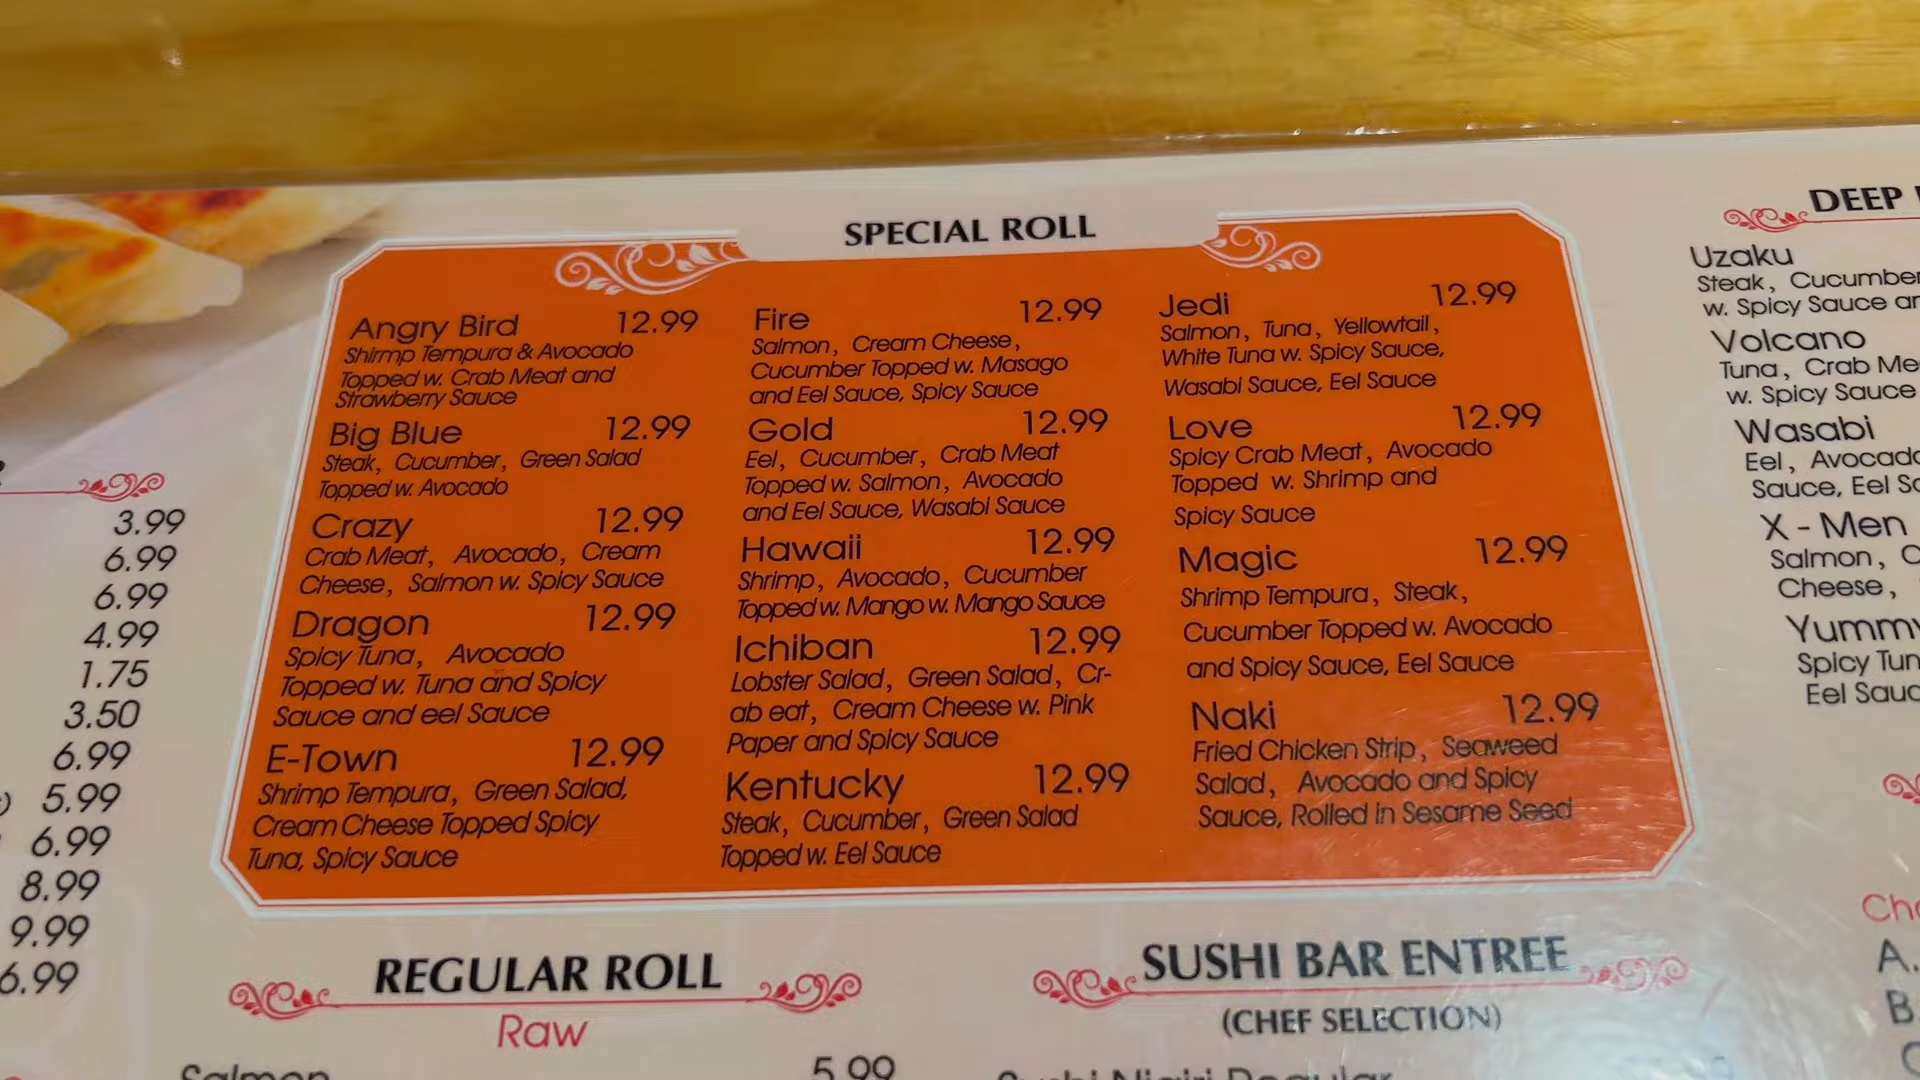 SPECIAL ROLL
Angry Bird 12.99
Shirmp Tempura & Avocado
Topped w. Crab Meat and
Strawberry Sauce
Big Blue 12.99
Steak, Cucumber, Green Salad
Topped w. Avocado
Crazy 12.99
Crab Meat, Avocado, Cream
Cheese, Salmon w. Spicy Sauce
Dragon 12.99
Spicy Tuna, Avocado
Topped w. Tuna and Spicy
Sauce and eel Sauce
E-Town 12.99
Shrimp Tempura, Green Salad,
Cream Cheese Topped Spicy
Tuna, Spicy Sauce
Fire 12.99
Salmon, Cream Cheese,
Cucumber Topped w. Masago
and Eel Sauce, Spicy Sauce
Gold 12.99
Eel, Cucumber, Crab Meat
Topped w. Salmon, Avocado
and Eel Sauce, Wasabi Sauce
Hawaii 12.99
Shrimp, Avocado, Cucumber
Topped w. Mango w. Mango Sauce
Ichiban 12.99
Lobster Salad, Green Salad, Cr-
ab eat, Cream Cheese w. Pink
Paper and Spicy Sauce
Kentucky 12.99
Steak, Cucumber, Green Salad
Topped w. Eel Sauce
Jedi 12.99
Salmon, Tuna, Yellowtail,
White Tuna w. Spicy Sauce,
Wasabi Sauce, Eel Sauce
Love 12.99
Spicy Crab Meat, Avocado
Topped w. Shrimp and
Spicy Sauce
Magic 12.99
Shrimp Tempura, Steak,
Cucumber Topped w. Avocado
and Spicy Sauce, Eel Sauce
Naki 12.99
Fried Chicken Strip, Seaweed
Salad, Avocado and Spicy
Sauce, Rolled in Sesame Seed
DEEP
Uzaku
Steak, Cucumber
w. Spicy Sauce
Volcano
Tuna, Crab
w. Spicy Sauce
Wasabi
Eel,
Sauce, Eel
X - Men
Salmon,
Cheese,
Spicy
Eel
3.99
6.99
6.99
4.99
1.75
3.50
6.99
5.99
6.99
8.99
9.99
6.99
REGULAR ROLL
Raw
Salmon 5.99
SUSHI BAR ENTREE
(CHEF SELECTION)
Sushi Nigiri Regular
A.
B